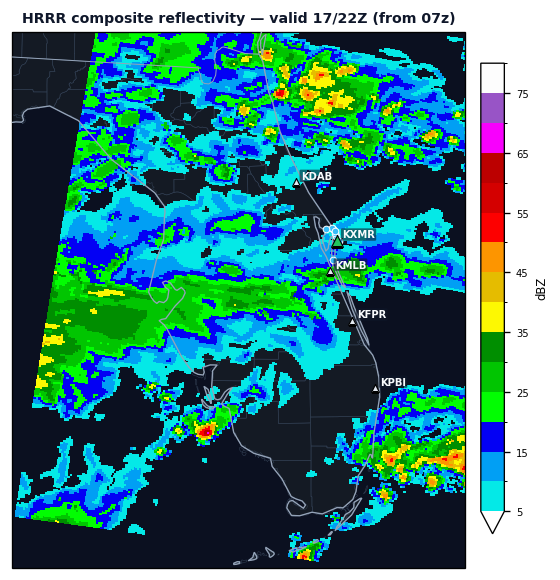 HRRR composite reflectivity — valid 17/22Z (from 07z)
KDAB
KXMR
KMLB
KFPR
KPBI
75
65
55
45
35
25
15
5
dBZ